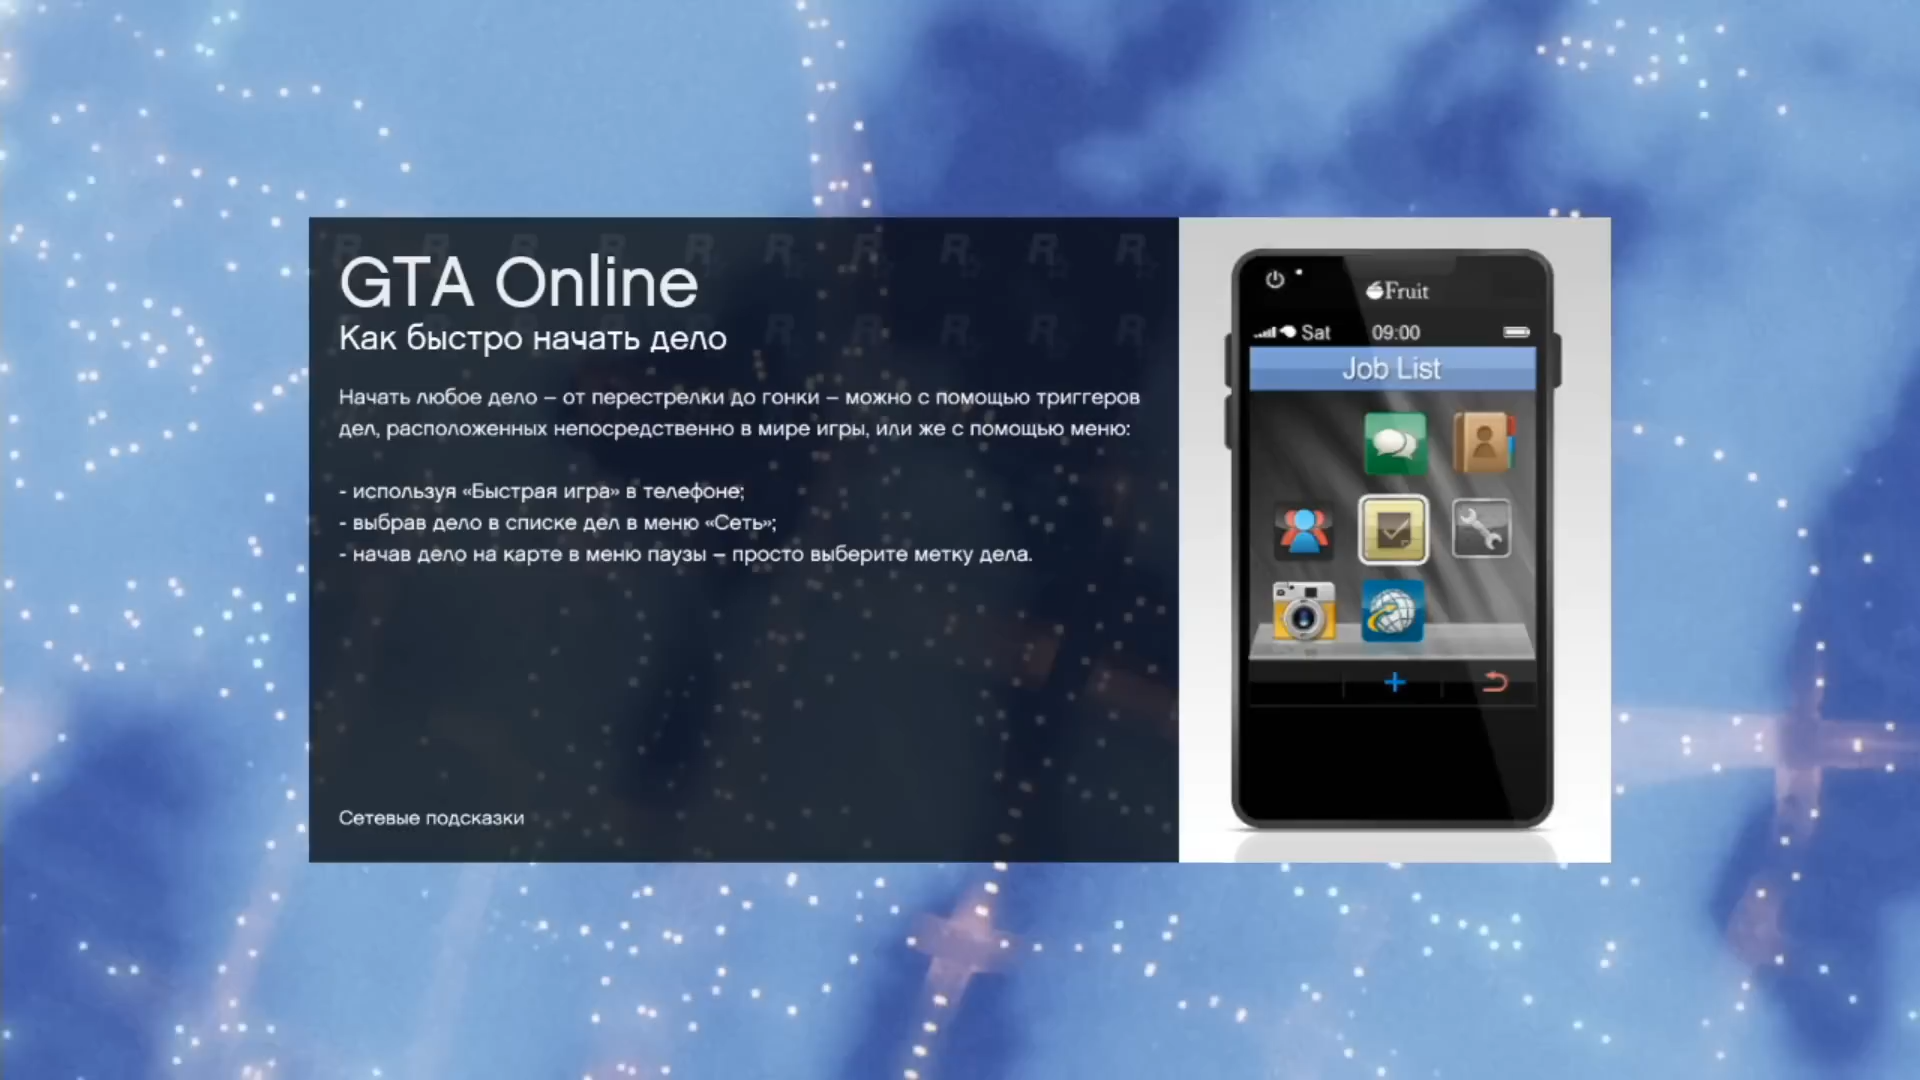 GTA Online
Как быстро начать дело
Начать любое дело – от перестрелки до гонки – можно с помощью триггеров
дел, расположенных непосредственно в мире игры, или же с помощью меню:
- используя «Быстрая игра» в телефоне;
- выбрав дело в списке дел в меню «Сеть»;
- начав дело на карте в меню паузы – просто выберите метку дела.
Сетевые подсказки
Fruit
Sat 09:00
Job List